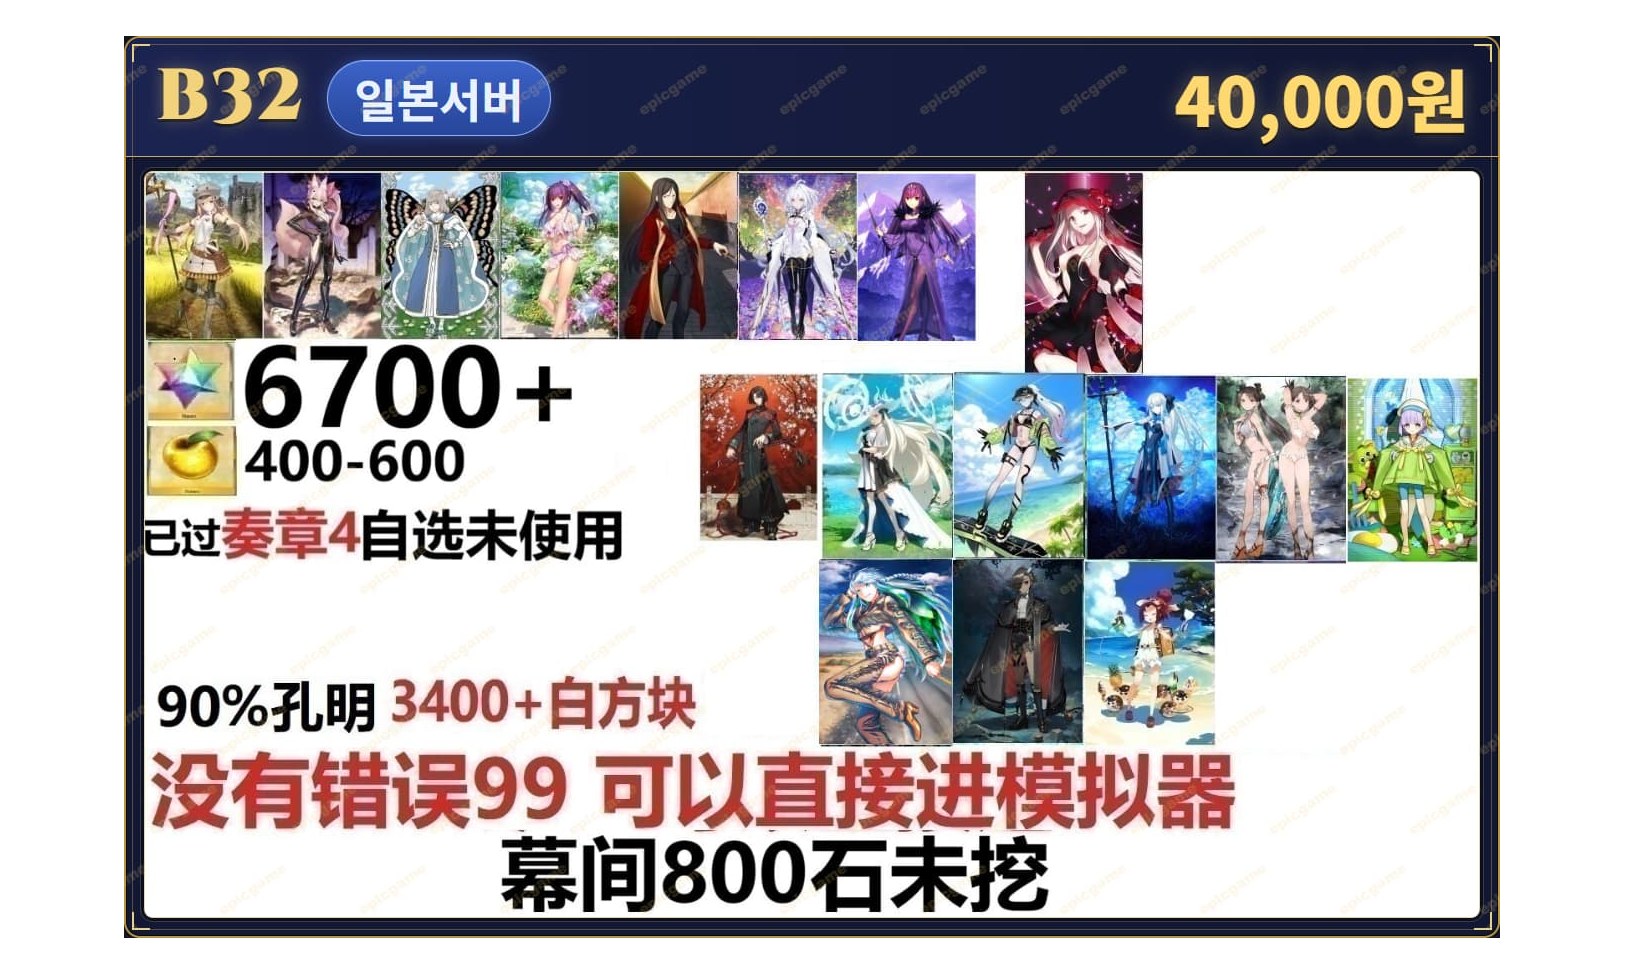 B32 일본서버 40,000원
6700+
400-600
已过奏章4自选未使用
90%孔明 3400+白方块
没有错误99 可以直接进模拟器
幕间800石未挖
epicgame